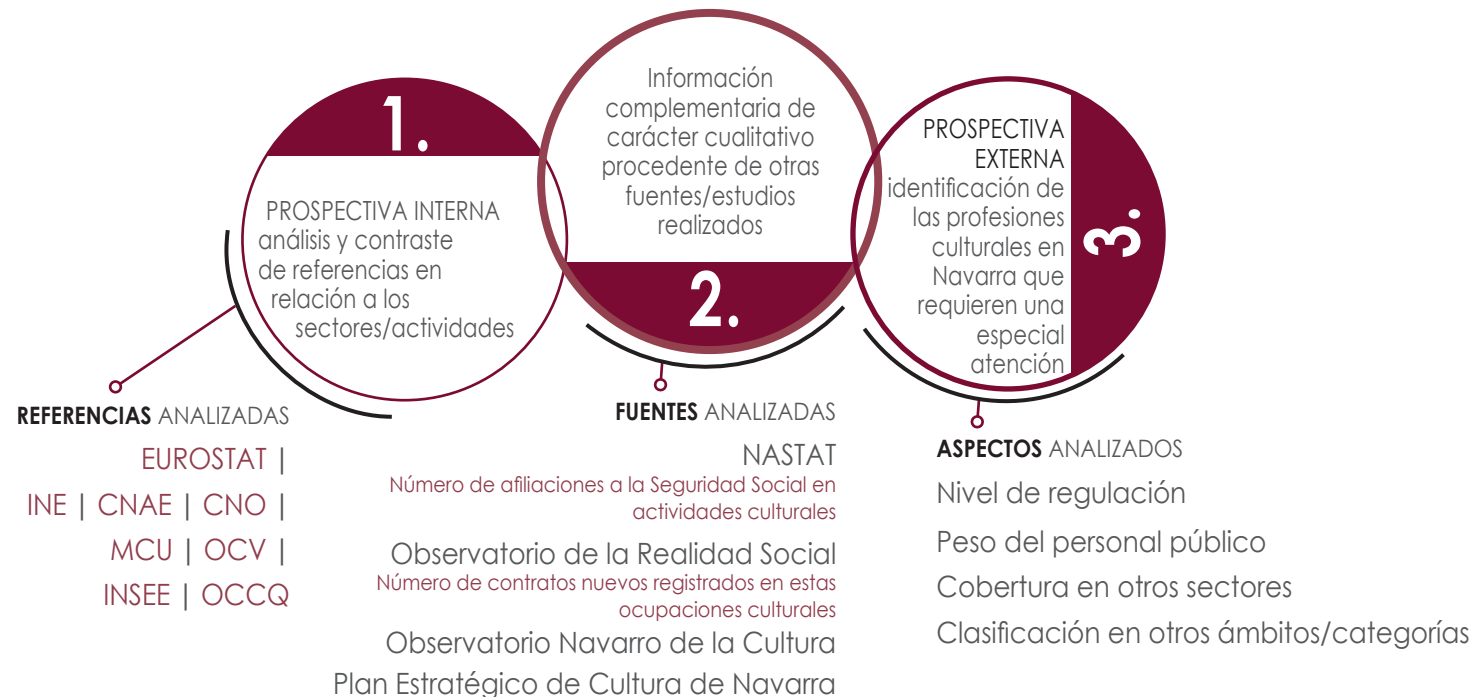 1.
PROSPECTIVA INTERNA
análisis y contraste
de referencias en
relación a los
sectores/actividades
REFERENCIAS ANALIZADAS
EUROSTAT |
INE | CNAE | CNO |
MCU | OCV |
INSEE | OCCQ
Información
complementaria de
carácter cualitativo
procedente de otras
fuentes/estudios
realizados
2.
FUENTES ANALIZADAS
NASTAT
Número de afiliaciones a la Seguridad Social en
actividades culturales
Observatorio de la Realidad Social
Número de contratos nuevos registrados en estas
ocupaciones culturales
Observatorio Navarro de la Cultura
Plan Estratégico de Cultura de Navarra
PROSPECTIVA
EXTERNA
identificación de
las profesiones
culturales en
Navarra que
requieren una
especial
atención
3.
ASPECTOS ANALIZADOS
Nivel de regulación
Peso del personal público
Cobertura en otros sectores
Clasificación en otros ámbitos/categorías